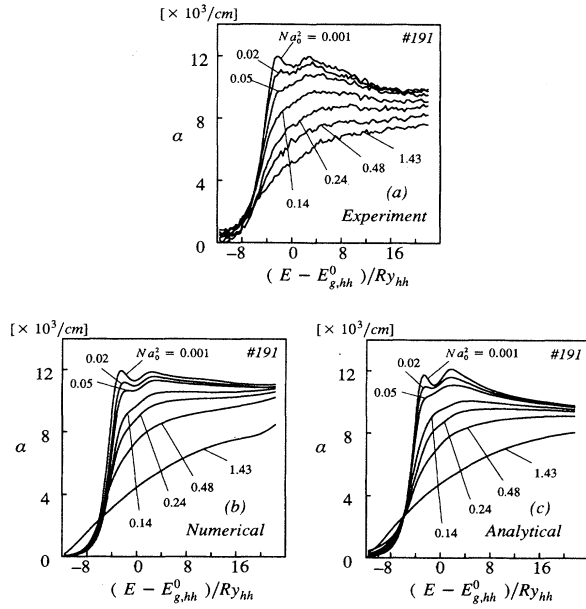 [× 10³/cm]
Na₀² = 0.001
#191
0.02
0.05
12
8
4
0
α
0.48
1.43
0.24
0.14
(a)
Experiment
−8 0 8 16
( E − E⁰g,hh )/Ryhh
[× 10³/cm]
Na₀² = 0.001
#191
0.02
0.05
12
8
4
0
α
1.43
0.48
0.24
0.14
(b)
Numerical
−8 0 8 16
( E − E⁰g,hh )/Ryhh
[× 10³/cm]
Na₀² = 0.001
#191
0.02
0.05
12
8
4
0
α
1.43
0.48
0.24
0.14
(c)
Analytical
−8 0 8 16
( E − E⁰g,hh )/Ryhh